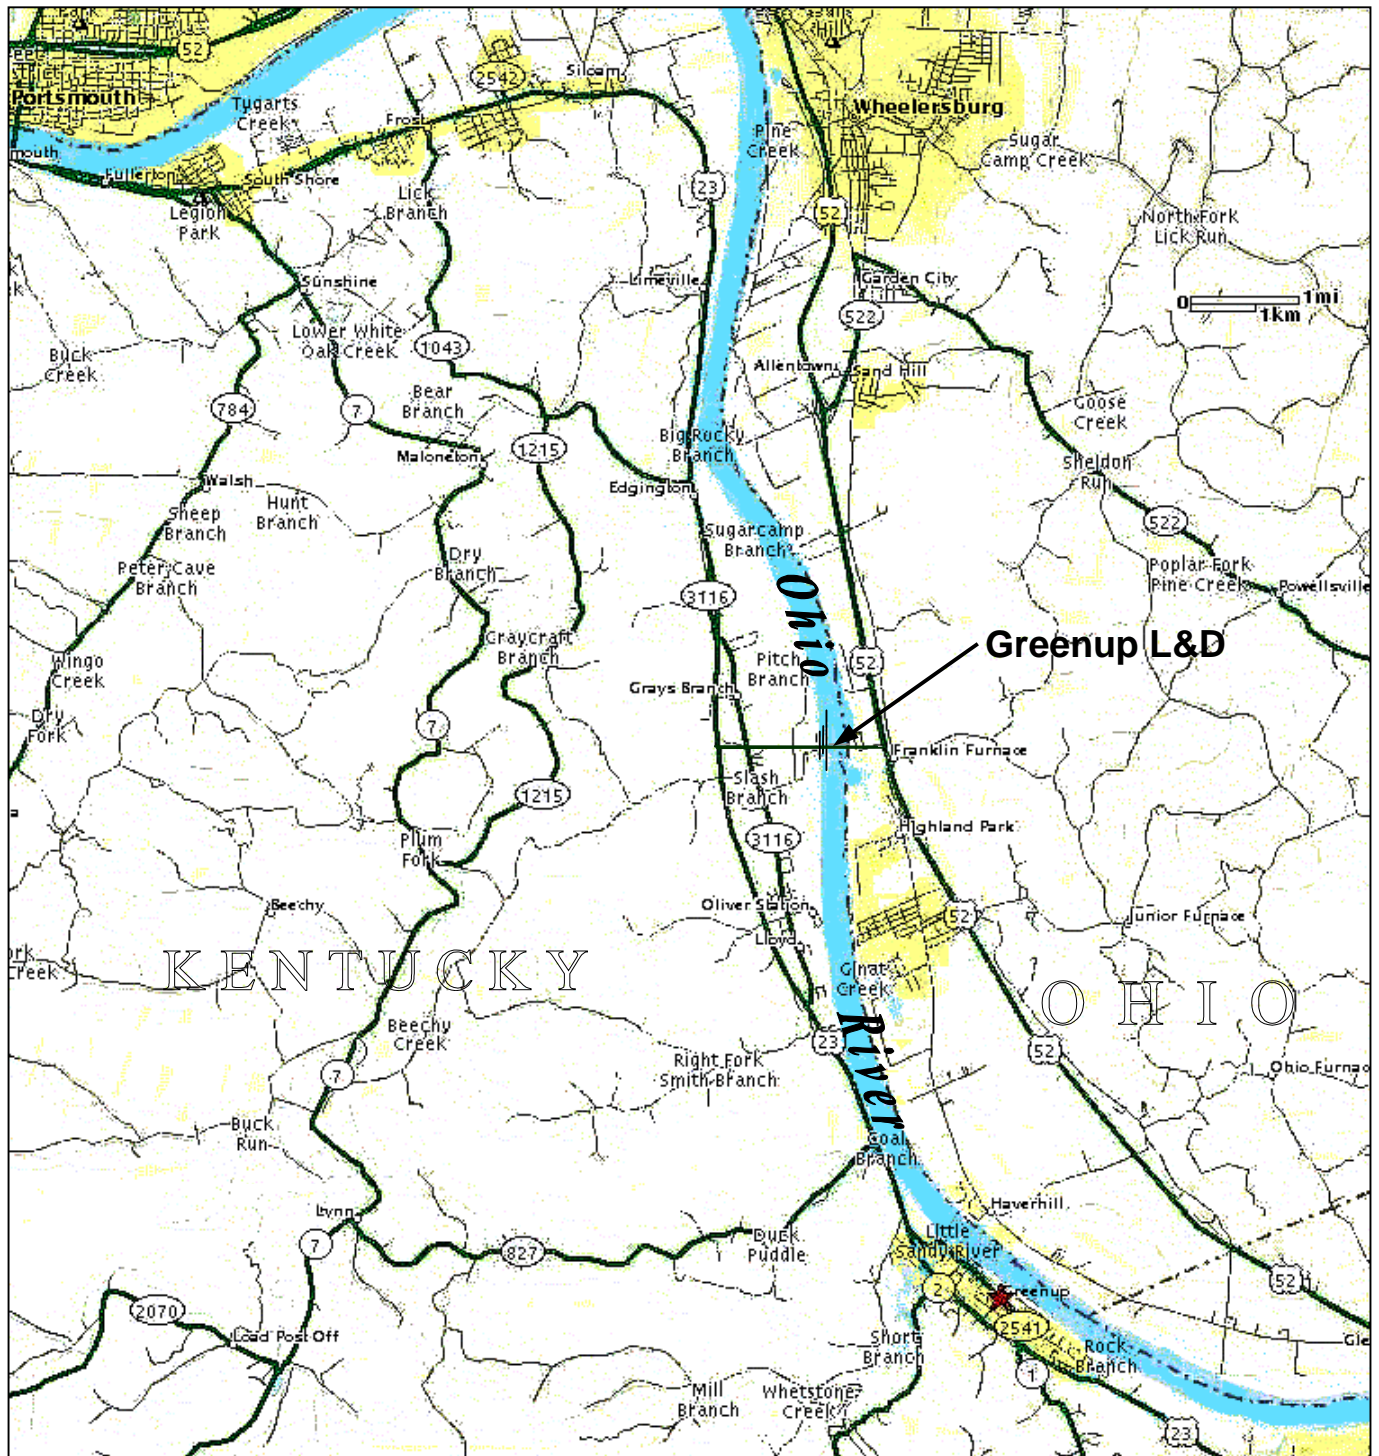 Park
Hill
52
2542
Siloam
Portsmouth
Tugarts
Creek
Frost
Wheelersburg
Pine
Creek
Sugar
Camp Creek
mouth
Fullerton
South Shore
Lick
Branch
23
52
Legion
Park
North Fork
Lick Run
Sunshine
Limeville
Garden City
0
1mi
1km
522
Lower White
Oak Creek
1043
Buck
Creek
Allentown
Sand Hill
Bear
Branch
784
7
Goose
Creek
1215
Big Rocky
Branch
Maloneton
Sheldon
Run
Walsh
Edgington
Hunt
Branch
Sheep
Branch
522
Sugarcamp
Branch
Dry
Branch
Peter Cave
Branch
Poplar Fork
Pine Creek
Powellsville
3116
Ohio
Craycraft
Branch
Greenup L&D
Wingo
Creek
Pitch
Branch
52
Grays Branch
Dry
Fork
7
Franklin Furnace
Slash
Branch
1215
Highland Park
3116
Plum
Fork
Beechy
Oliver Station
52
Junior Furnace
Lloyd
ork
Creek
KENTUCKY
Ginat
Creek
OHIO
River
Beechy
Creek
23
52
Right Fork
Smith Branch
Ohio Furnac
7
Buck
Run
Coal
Branch
Haverhill
Lynn
Little
Sandy River
7
827
Duck
Puddle
52
2
Greenup
2070
2541
Load Post Off
Short
Branch
Rock
Branch
Gle
1
Mill
Branch
Whetstone
Creek
23